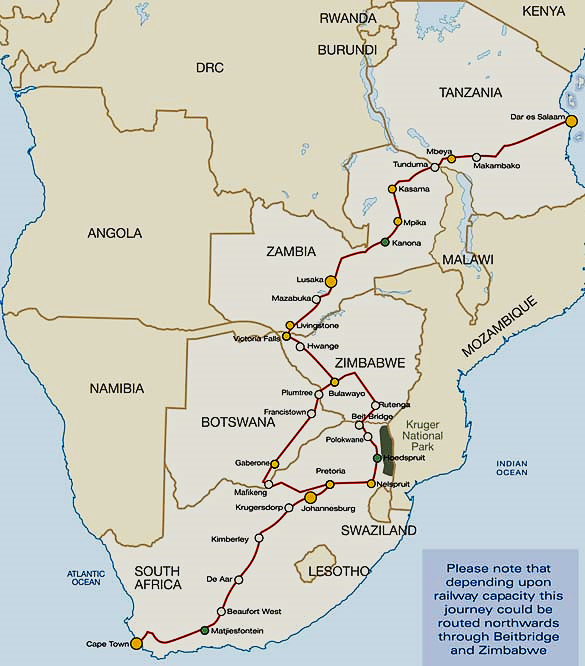 KENYA
RWANDA
BURUNDI
DRC
TANZANIA
Dar es Salaam
Mbeya
Tunduma
Makambako
Kasama
Mpika
ANGOLA
Kanona
ZAMBIA
MALAWI
Lusaka
Mazabuka
MOZAMBIQUE
Livingstone
Victoria Falls
Hwange
ZIMBABWE
NAMIBIA
Plumtree
Bulawayo
Rutenga
Francistown
Beit Bridge
BOTSWANA
Kruger
National
Park
Polokwane
Gaberone
Hoedspruit
INDIAN
OCEAN
Pretoria
Mafikeng
Nelspruit
Krugersdorp
Johannesburg
SWAZILAND
Kimberley
LESOTHO
SOUTH
AFRICA
ATLANTIC
OCEAN
De Aar
Beaufort West
Matjiesfontein
Cape Town
Please note that
depending upon
railway capacity this
journey could be
routed northwards
through Beitbridge
and Zimbabwe